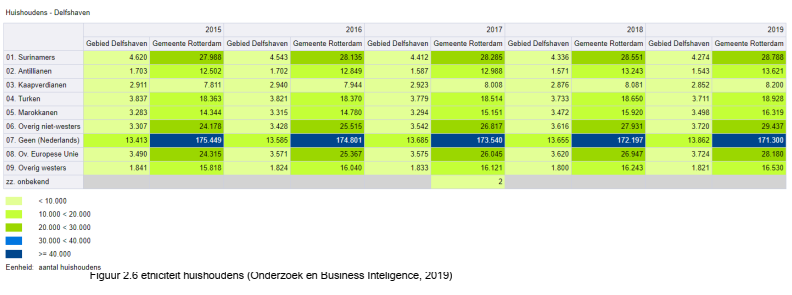 Huishoudens - Delfshaven
2015 2016 2017 2018 2019
Gebied Delfshaven Gemeente Rotterdam Gebied Delfshaven Gemeente Rotterdam Gebied Delfshaven Gemeente Rotterdam Gebied Delfshaven Gemeente Rotterdam Gebied Delfshaven Gemeente Rotterdam
01. Surinamers 4.620 27.988 4.543 28.135 4.412 28.285 4.336 28.551 4.274 28.788
02. Antillianen 1.703 12.502 1.702 12.849 1.587 12.988 1.571 13.243 1.543 13.621
03. Kaapverdianen 2.911 7.811 2.940 7.944 2.923 8.008 2.876 8.081 2.852 8.200
04. Turken 3.837 18.363 3.821 18.370 3.779 18.514 3.733 18.650 3.711 18.928
05. Marokkanen 3.283 14.344 3.315 14.780 3.294 15.151 3.472 15.920 3.498 16.319
06. Overig niet-westers 3.307 24.178 3.428 25.515 3.542 26.817 3.616 27.931 3.720 29.437
07. Geen (Nederlands) 13.413 175.449 13.585 174.801 13.685 173.540 13.655 172.197 13.862 171.300
08. Ov. Europese Unie 3.490 24.315 3.571 25.367 3.575 26.045 3.620 26.947 3.724 28.180
09. Overig westers 1.841 15.818 1.824 16.040 1.833 16.121 1.800 16.243 1.821 16.530
zz. onbekend 2
< 10.000
10.000 < 20.000
20.000 < 30.000
30.000 < 40.000
>= 40.000
Eenheid: aantal huishoudens
Figuur 2.6 etniciteit huishoudens (Onderzoek en Business Inteligence, 2019)